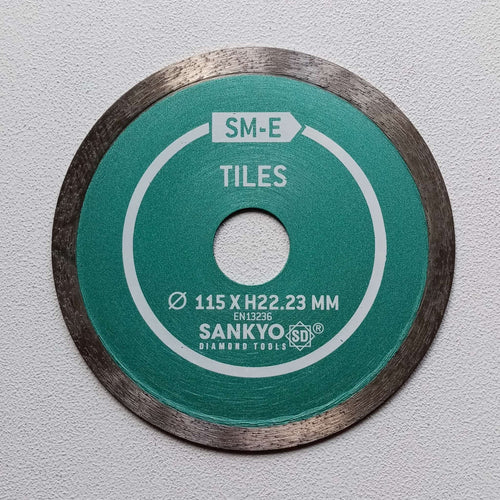 SM-E
TILES
Ø 115 X H22.23 MM
EN13236
SANKYO SD ®
DIAMOND TOOLS